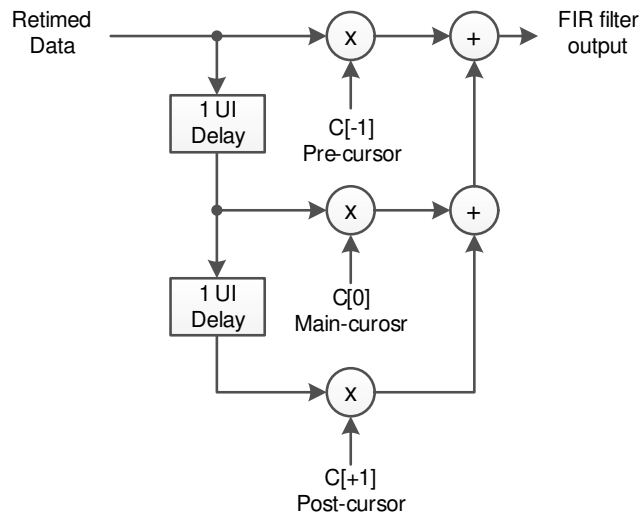 Retimed
Data
x
+
FIR filter
output
1 UI
Delay
C[-1]
Pre-cursor
x
+
1 UI
Delay
C[0]
Main-curosr
x
C[+1]
Post-cursor